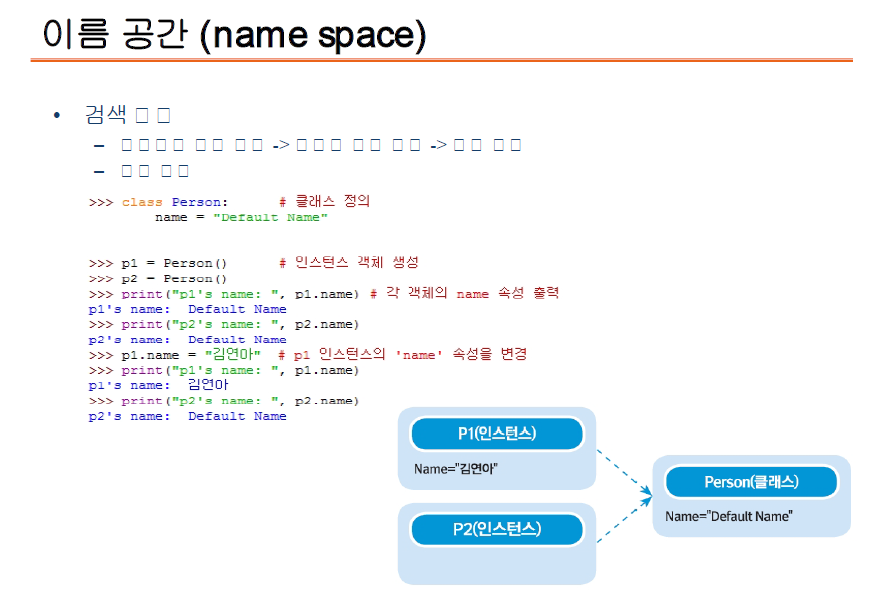 이름 공간 (name space)
• 검색
– -> ->
–
>>> class Person: # 클래스 정의
name = "Default Name"
>>> p1 = Person() # 인스턴스 객체 생성
>>> p2 = Person()
>>> print("p1's name: ", p1.name) # 각 객체의 name 속성 출력
p1's name: Default Name
>>> print("p2's name: ", p2.name)
p2's name: Default Name
>>> p1.name = "김연아" # p1 인스턴스의 'name' 속성을 변경
>>> print("p1's name: ", p1.name)
p1's name: 김연아
>>> print("p2's name: ", p2.name)
p2's name: Default Name
P1(인스턴스)
Name="김연아"
P2(인스턴스)
Person(클래스)
Name="Default Name"